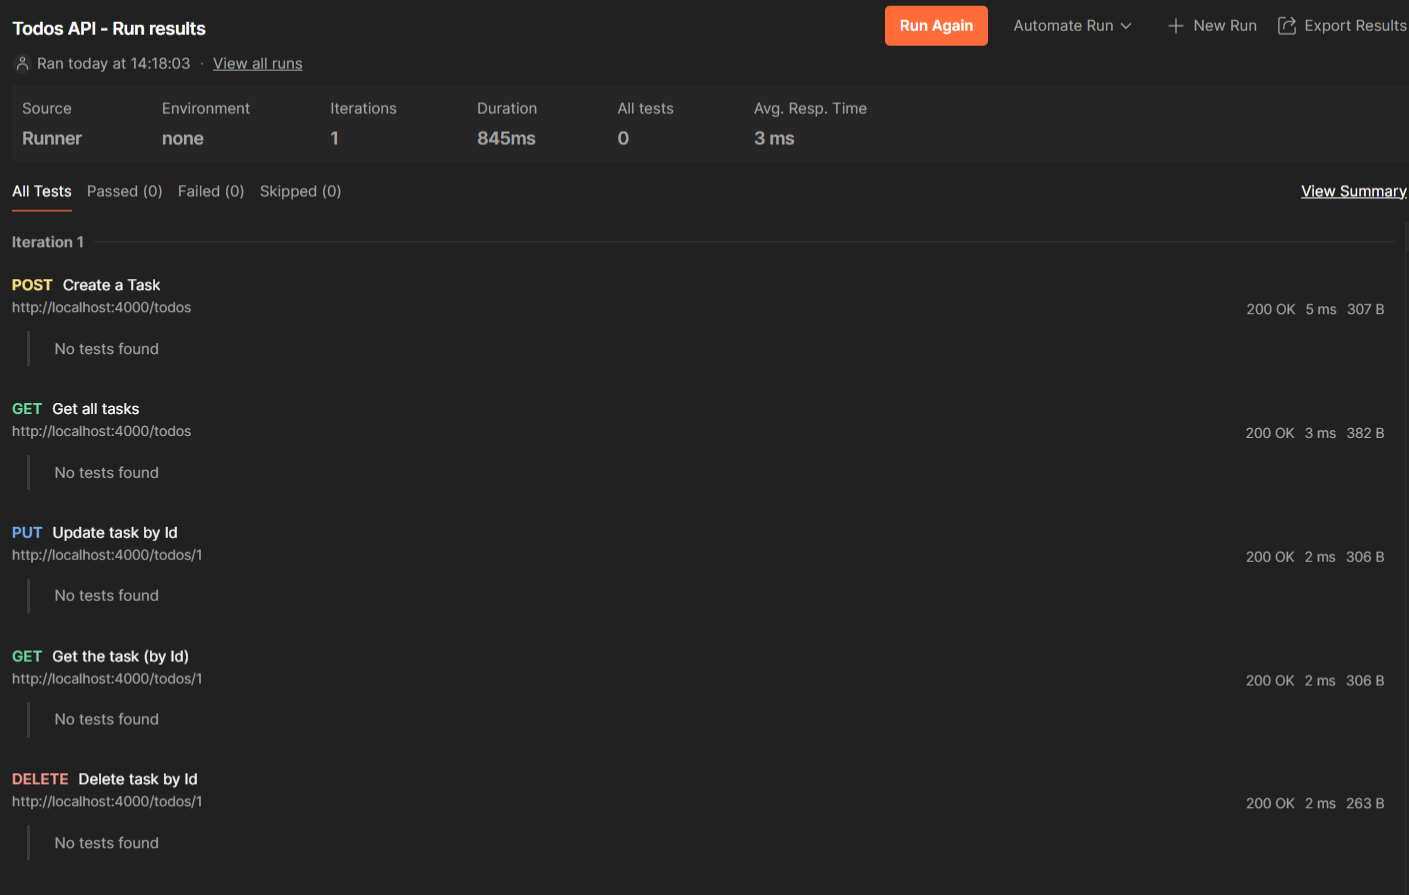 Todos API - Run results
Run Again
Automate Run
New Run
Export Results
Ran today at 14:18:03 · View all runs
Source Environment Iterations Duration All tests Avg. Resp. Time
Runner none 1 845ms 0 3 ms
All Tests Passed (0) Failed (0) Skipped (0) View Summary
Iteration 1
POST Create a Task
http://localhost:4000/todos
200 OK 5 ms 307 B
No tests found
GET Get all tasks
http://localhost:4000/todos
200 OK 3 ms 382 B
No tests found
PUT Update task by Id
http://localhost:4000/todos/1
200 OK 2 ms 306 B
No tests found
GET Get the task (by Id)
http://localhost:4000/todos/1
200 OK 2 ms 306 B
No tests found
DELETE Delete task by Id
http://localhost:4000/todos/1
200 OK 2 ms 263 B
No tests found